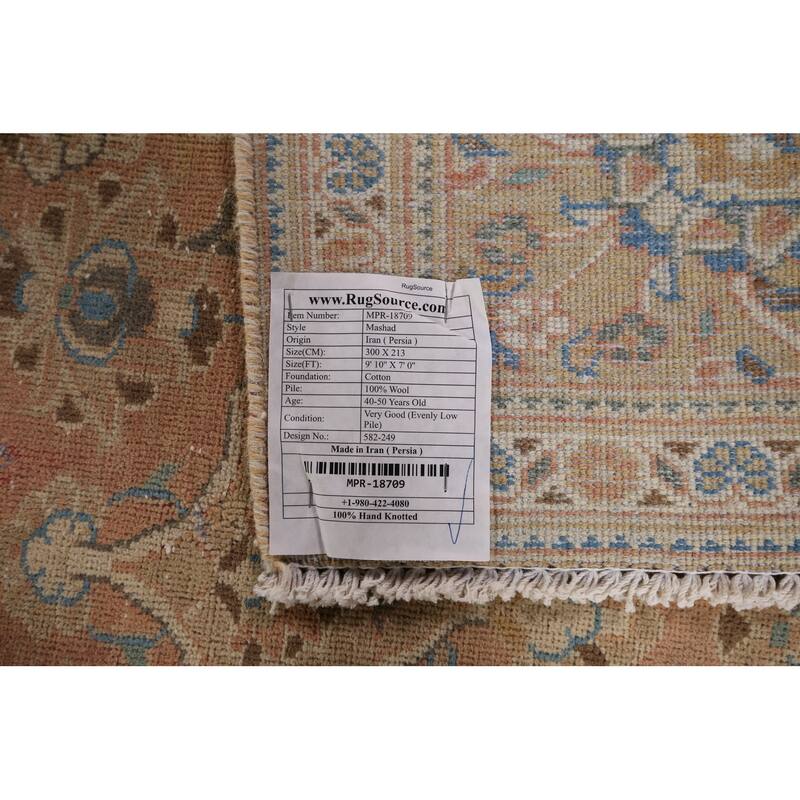 RugSource
www.RugSource.com
Item Number: MPR-18709
Style Mashad
Origin Iran ( Persia )
Size(CM): 300 X 213
Size(FT): 9' 10" X 7' 0"
Foundation: Cotton
Pile: 100% Wool
Age: 40-50 Years Old
Condition: Very Good (Evenly Low
Pile)
Design No.: 582-249
Made in Iran ( Persia )
MPR-18709
+1-980-422-4080
100% Hand Knotted